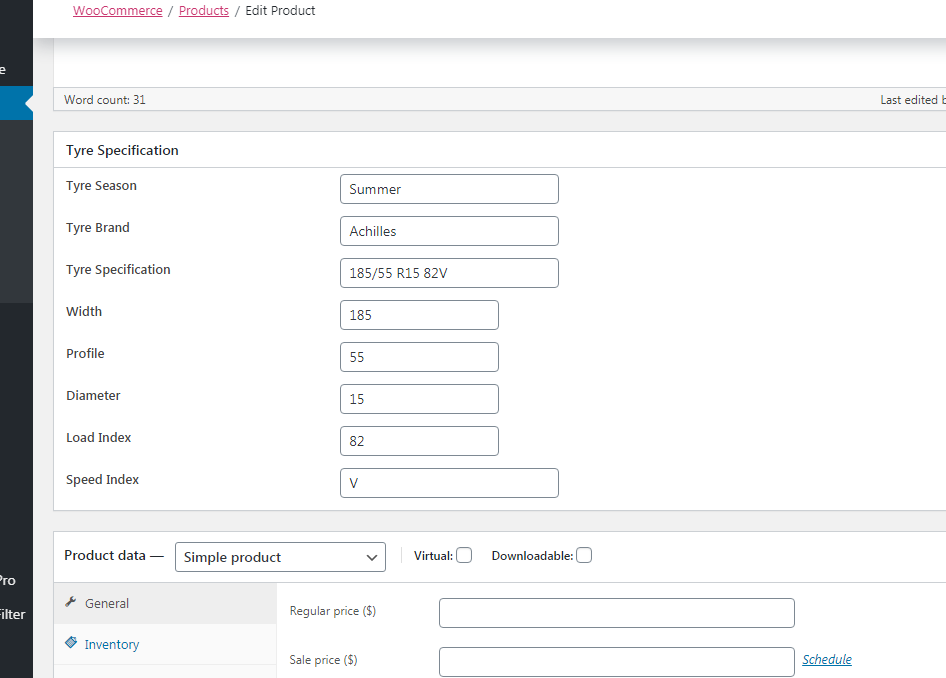 WooCommerce / Products / Edit Product
e
Word count: 31
Last edited b
Tyre Specification
Tyre Season
Summer
Tyre Brand
Achilles
Tyre Specification
185/55 R15 82V
Width
185
Profile
55
Diameter
15
Load Index
82
Speed Index
V
Product data — Simple product Virtual: Downloadable:
Pro
General
Regular price ($)
ilter
Inventory
Sale price ($)
Schedule